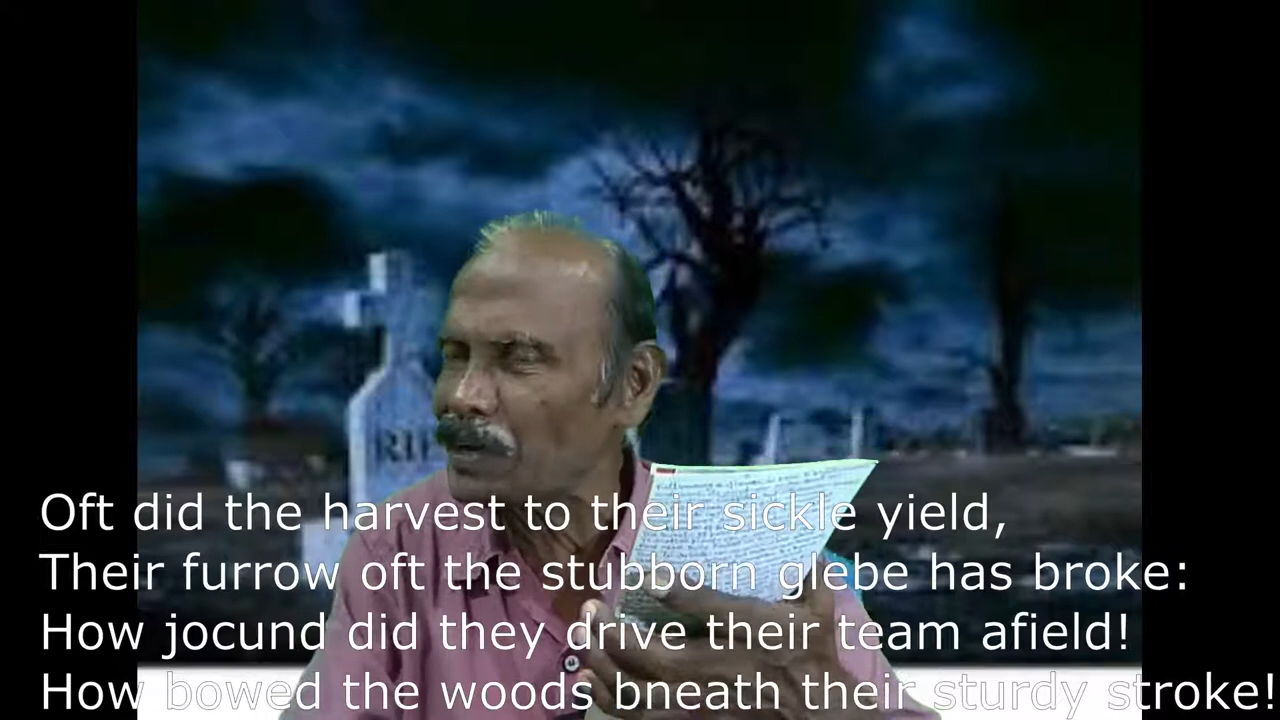 RIP
Oft did the harvest to their sickle yield,
Their furrow oft the stubborn glebe has broke:
How jocund did they drive their team afield!
How bowed the woods bneath their sturdy stroke!